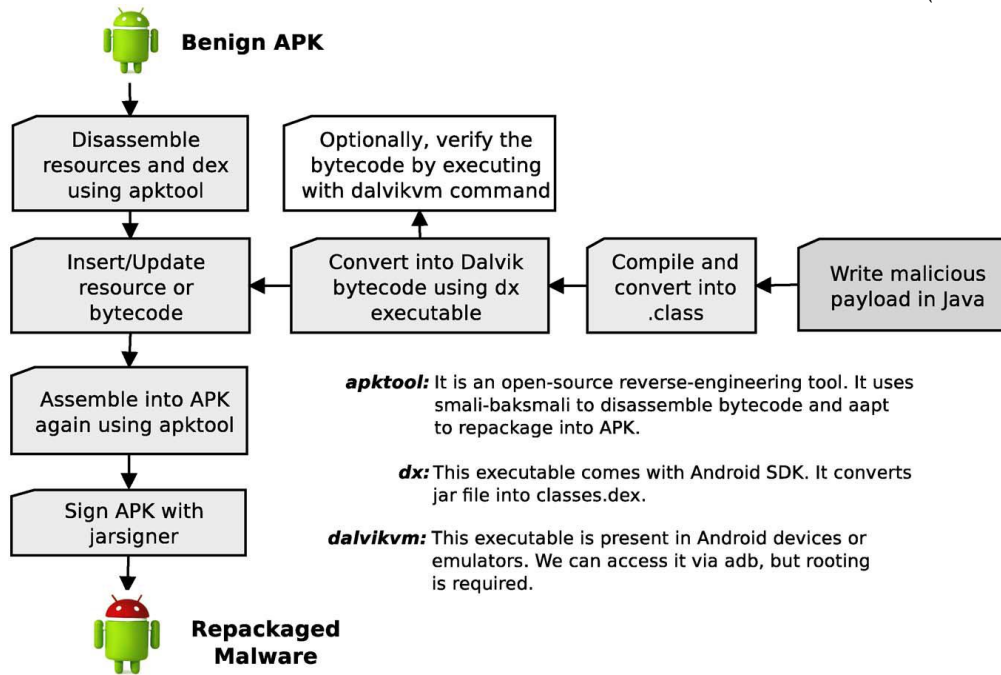 Benign APK
Disassemble
resources and dex
using apktool
Optionally, verify the
bytecode by executing
with dalvikvm command
Insert/Update
resource or
bytecode
Convert into Dalvik
bytecode using dx
executable
Compile and
convert into
.class
Write malicious
payload in Java
Assemble into APK
again using apktool
Sign APK with
jarsigner
Repackaged
Malware
apktool: It is an open-source reverse-engineering tool. It uses
smali-baksmali to disassemble bytecode and aapt
to repackage into APK.
dx: This executable comes with Android SDK. It converts
jar file into classes.dex.
dalvikvm: This executable is present in Android devices or
emulators. We can access it via adb, but rooting
is required.